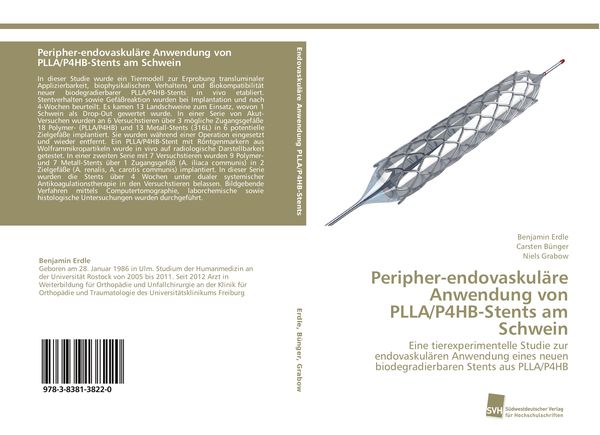 Peripher-endovaskuläre Anwendung von
PLLA/P4HB-Stents am Schwein
In dieser Studie wurde ein Tiermodell zur Erprobung transluminaler
Applizierbarkeit, biophysikalischen Verhaltens und Biokompatibilität
neuer biodegradierbarer PLLA/P4HB-Stents in vivo etabliert.
Stentverhalten sowie Gefäßreaktion wurden bei Implantation und nach
4-Wochen beurteilt. Es kamen 13 Landschweine zum Einsatz, wovon 1
Schwein als Drop-Out gewertet wurde. In einer Serie von Akut-
Versuchen wurden an 6 Versuchstieren über 3 mögliche Zugangsgefäße
18 Polymer- (PLLA/P4HB) und 13 Metall-Stents (316L) in 6 potentielle
Zielgefäße implantiert. Sie wurden während einer Operation eingesetzt
und wieder entfernt. Ein PLLA/P4HB-Stent mit Röntgenmarkern aus
Wolframmikropartikeln wurde in vivo auf radiologische Darstellbarkeit
getestet. In einer zweiten Serie mit 7 Versuchstieren wurden 9 Polymer-
und 7 Metall-Stents über 1 Zugangsgefäß (A. iliaca communis) in 2
Zielgefäße (A. renalis, A. carotis communis) implantiert. In dieser Serie
wurden die Stents über 4 Wochen unter dualer systemischer
Antikoagulationstherapie in den Versuchstieren belassen. Bildgebende
Verfahren mittels Computertomographie, laborchemische sowie
histologische Untersuchungen wurden durchgeführt.
Benjamin Erdle
Geboren am 28. Januar 1986 in Ulm. Studium der Humanmedizin an
der Universität Rostock von 2005 bis 2011. Seit 2012 Arzt in
Weiterbildung für Orthopädie und Unfallchirurgie an der Klinik für
Orthopädie und Traumatologie des Universitätsklinikums Freiburg
978-3-8381-3822-0
Endovaskuläre Anwendung PLLA/P4HB-Stents
Erdle, Bünger, Grabow
Benjamin Erdle
Carsten Bünger
Niels Grabow
Peripher-endovaskuläre
Anwendung von
PLLA/P4HB-Stents am
Schwein
Eine tierexperimentelle Studie zur
endovaskulären Anwendung eines neuen
biodegradierbaren Stents aus PLLA/P4HB
SVH
Südwestdeutscher Verlag
für Hochschulschriften